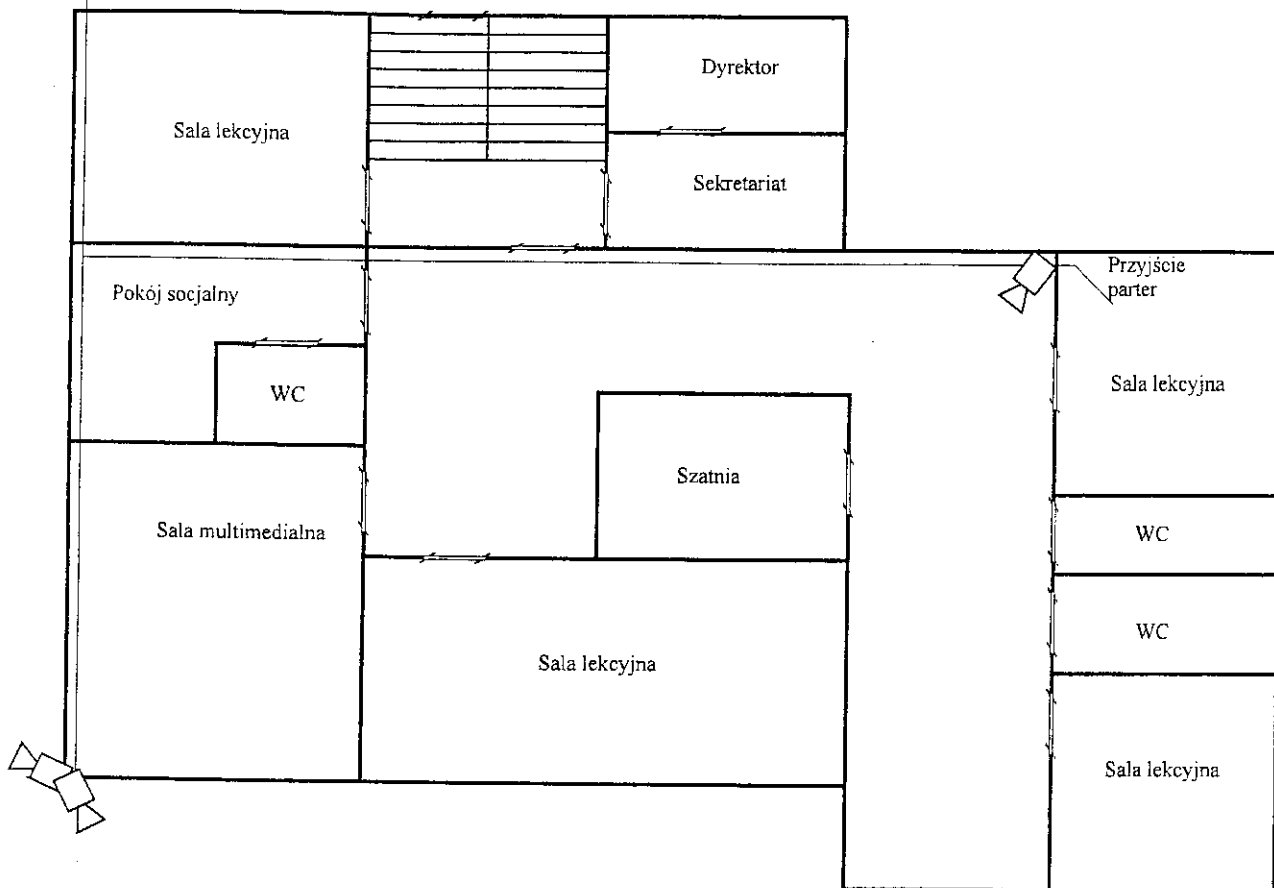 Dyrektor
Sala lekcyjna
Sekretariat
Przyjście
parter
Pokój socjalny
Sala lekcyjna
WC
Szatnia
Sala multimedialna
WC
WC
Sala lekcyjna
Sala lekcyjna